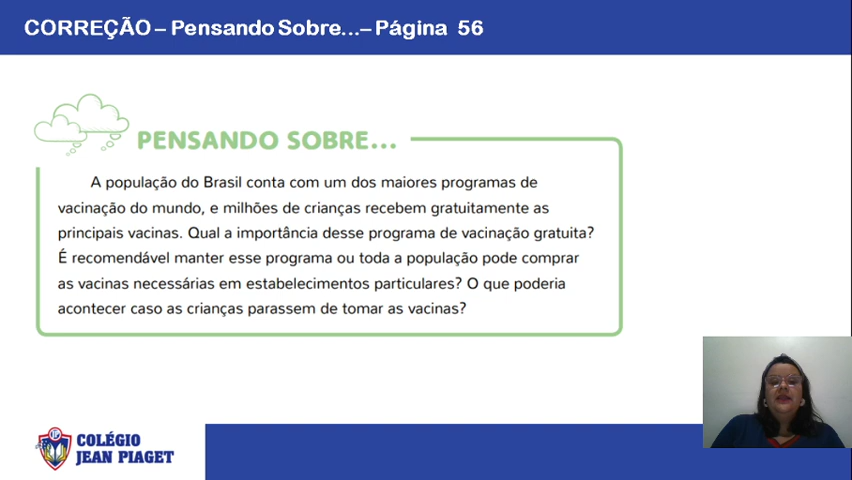 CORREÇÃO – Pensando Sobre...– Página 56
PENSANDO SOBRE...
A população do Brasil conta com um dos maiores programas de
vacinação do mundo, e milhões de crianças recebem gratuitamente as
principais vacinas. Qual a importância desse programa de vacinação gratuita?
É recomendável manter esse programa ou toda a população pode comprar
as vacinas necessárias em estabelecimentos particulares? O que poderia
acontecer caso as crianças parassem de tomar as vacinas?
COLÉGIO
JEAN PIAGET